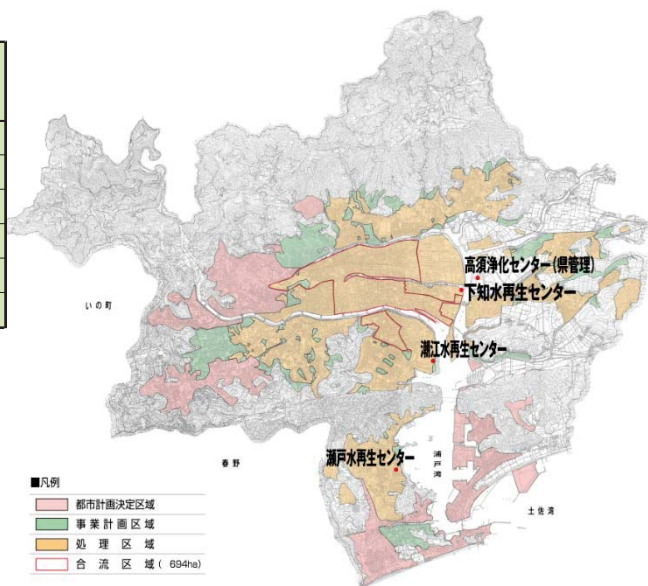 高須浄化センター(県管理)
下知水再生センター
いの町
潮江水再生センター
春野
瀬戸水再生センター
浦戸湾
土佐湾
■凡例
都市計画決定区域
事業計画区域
処理区域
合流区域(694ha)